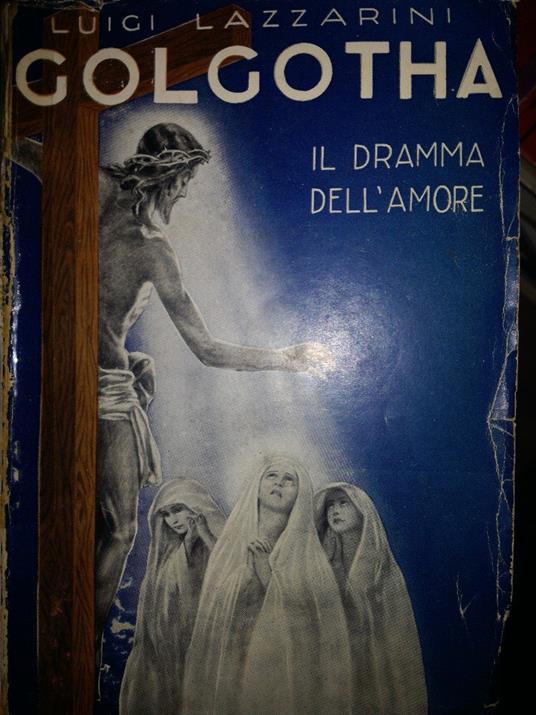 LUIGI LAZZARINI
GOLGOTHA
IL DRAMMA
DELL'AMORE